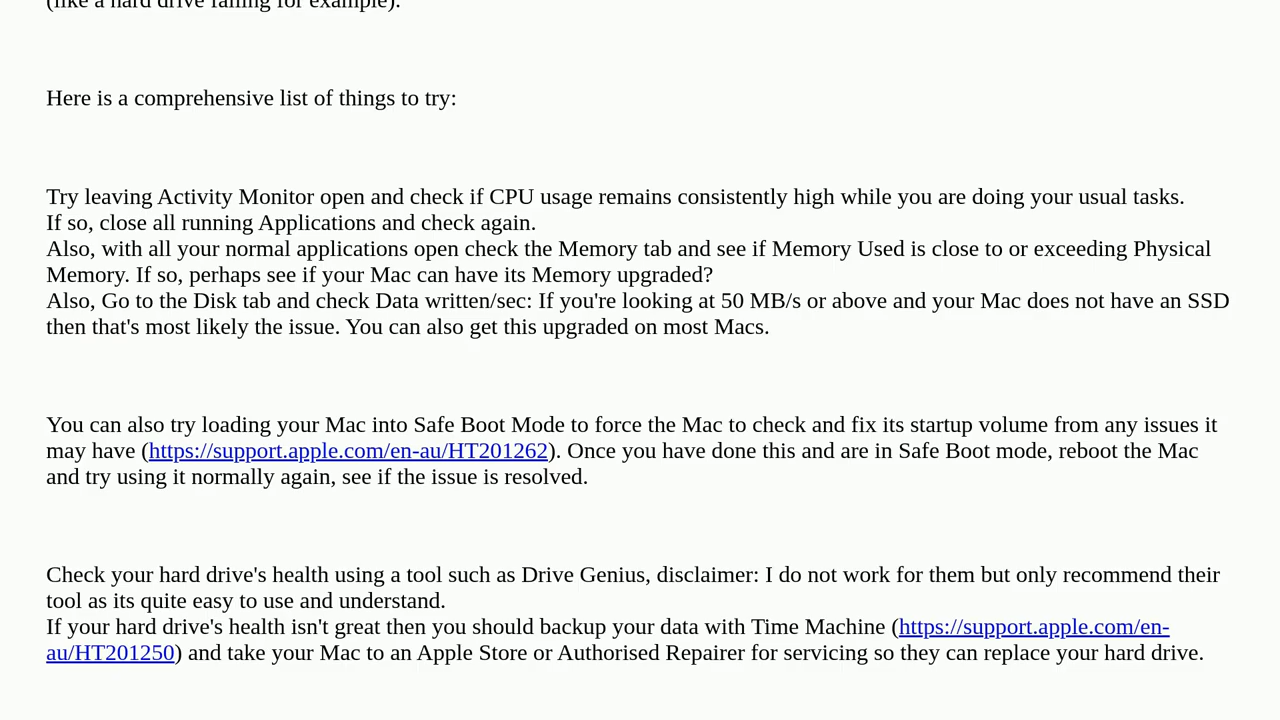 (like a hard drive failing for example).
Here is a comprehensive list of things to try:
Try leaving Activity Monitor open and check if CPU usage remains consistently high while you are doing your usual tasks.
If so, close all running Applications and check again.
Also, with all your normal applications open check the Memory tab and see if Memory Used is close to or exceeding Physical
Memory. If so, perhaps see if your Mac can have its Memory upgraded?
Also, Go to the Disk tab and check Data written/sec: If you're looking at 50 MB/s or above and your Mac does not have an SSD
then that's most likely the issue. You can also get this upgraded on most Macs.
You can also try loading your Mac into Safe Boot Mode to force the Mac to check and fix its startup volume from any issues it
may have (https://support.apple.com/en-au/HT201262). Once you have done this and are in Safe Boot mode, reboot the Mac
and try using it normally again, see if the issue is resolved.
Check your hard drive's health using a tool such as Drive Genius, disclaimer: I do not work for them but only recommend their
tool as its quite easy to use and understand.
If your hard drive's health isn't great then you should backup your data with Time Machine (https://support.apple.com/en-
au/HT201250) and take your Mac to an Apple Store or Authorised Repairer for servicing so they can replace your hard drive.